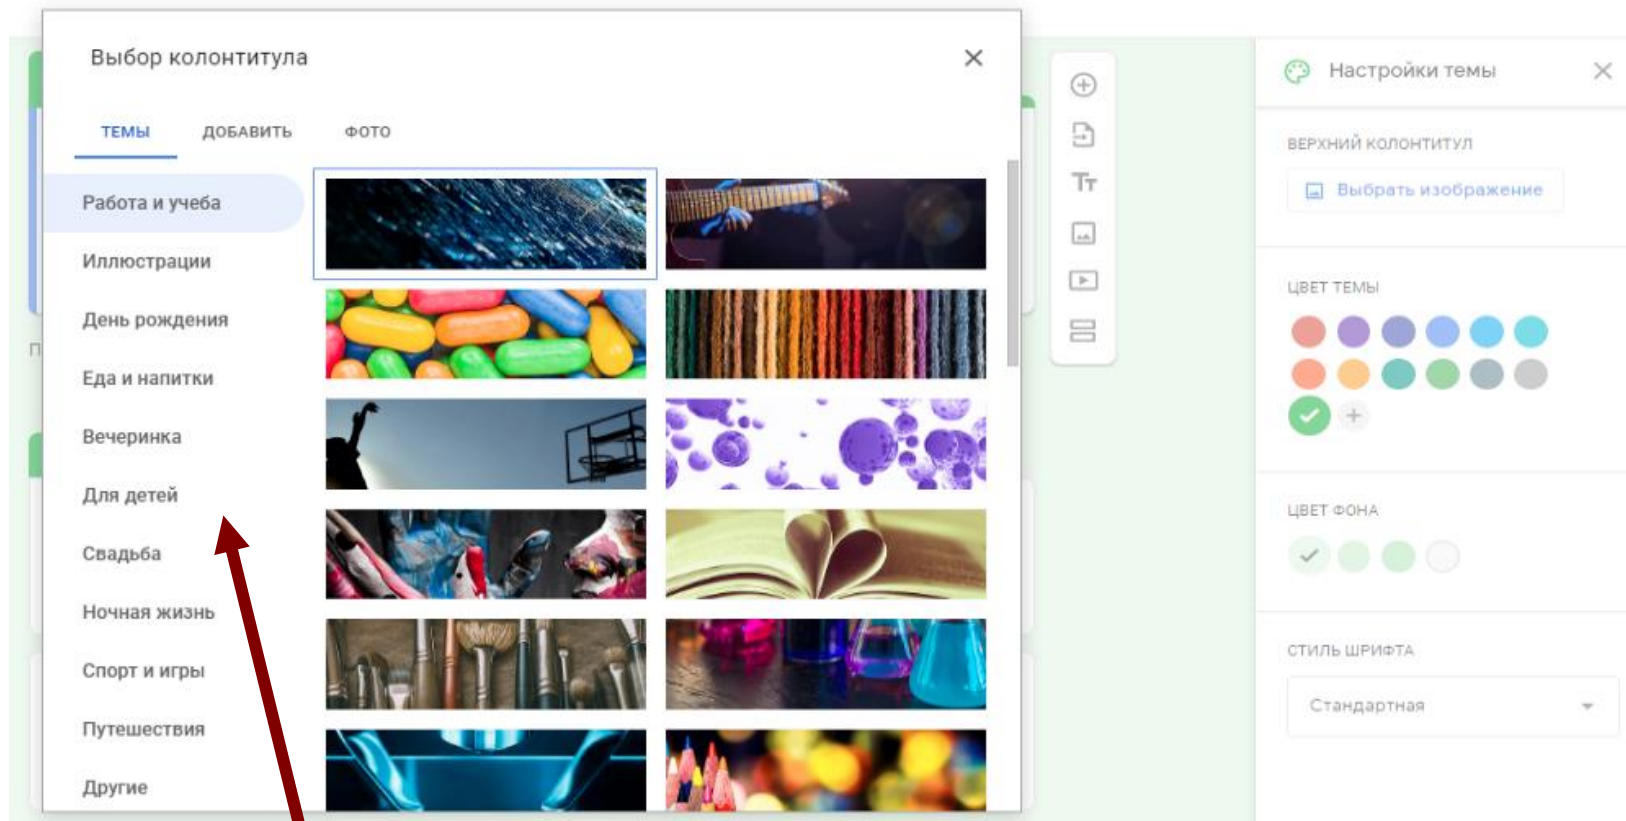 Выбор колонтитула
ТЕМЫ ДОБАВИТЬ ФОТО
Работа и учеба
Иллюстрации
День рождения
Еда и напитки
Вечеринка
Для детей
Свадьба
Ночная жизнь
Спорт и игры
Путешествия
Другие
П
Tт
Настройки темы
ВЕРХНИЙ КОЛОНТИТУЛ
Выбрать изображение
ЦВЕТ ТЕМЫ
ЦВЕТ ФОНА
СТИЛЬ ШРИФТА
Стандартная